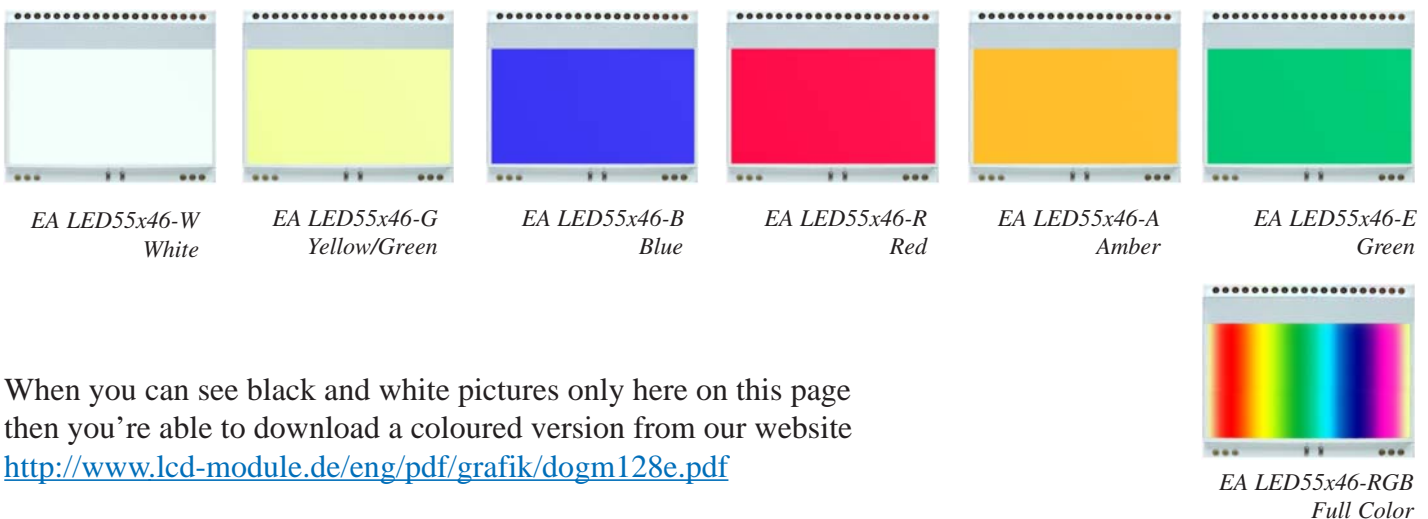 EA LED55x46-W
White
EA LED55x46-G
Yellow/Green
EA LED55x46-B
Blue
EA LED55x46-R
Red
EA LED55x46-A
Amber
EA LED55x46-E
Green
EA LED55x46-RGB
Full Color
When you can see black and white pictures only here on this page
then you’re able to download a coloured version from our website
http://www.lcd-module.de/eng/pdf/grafik/dogm128e.pdf